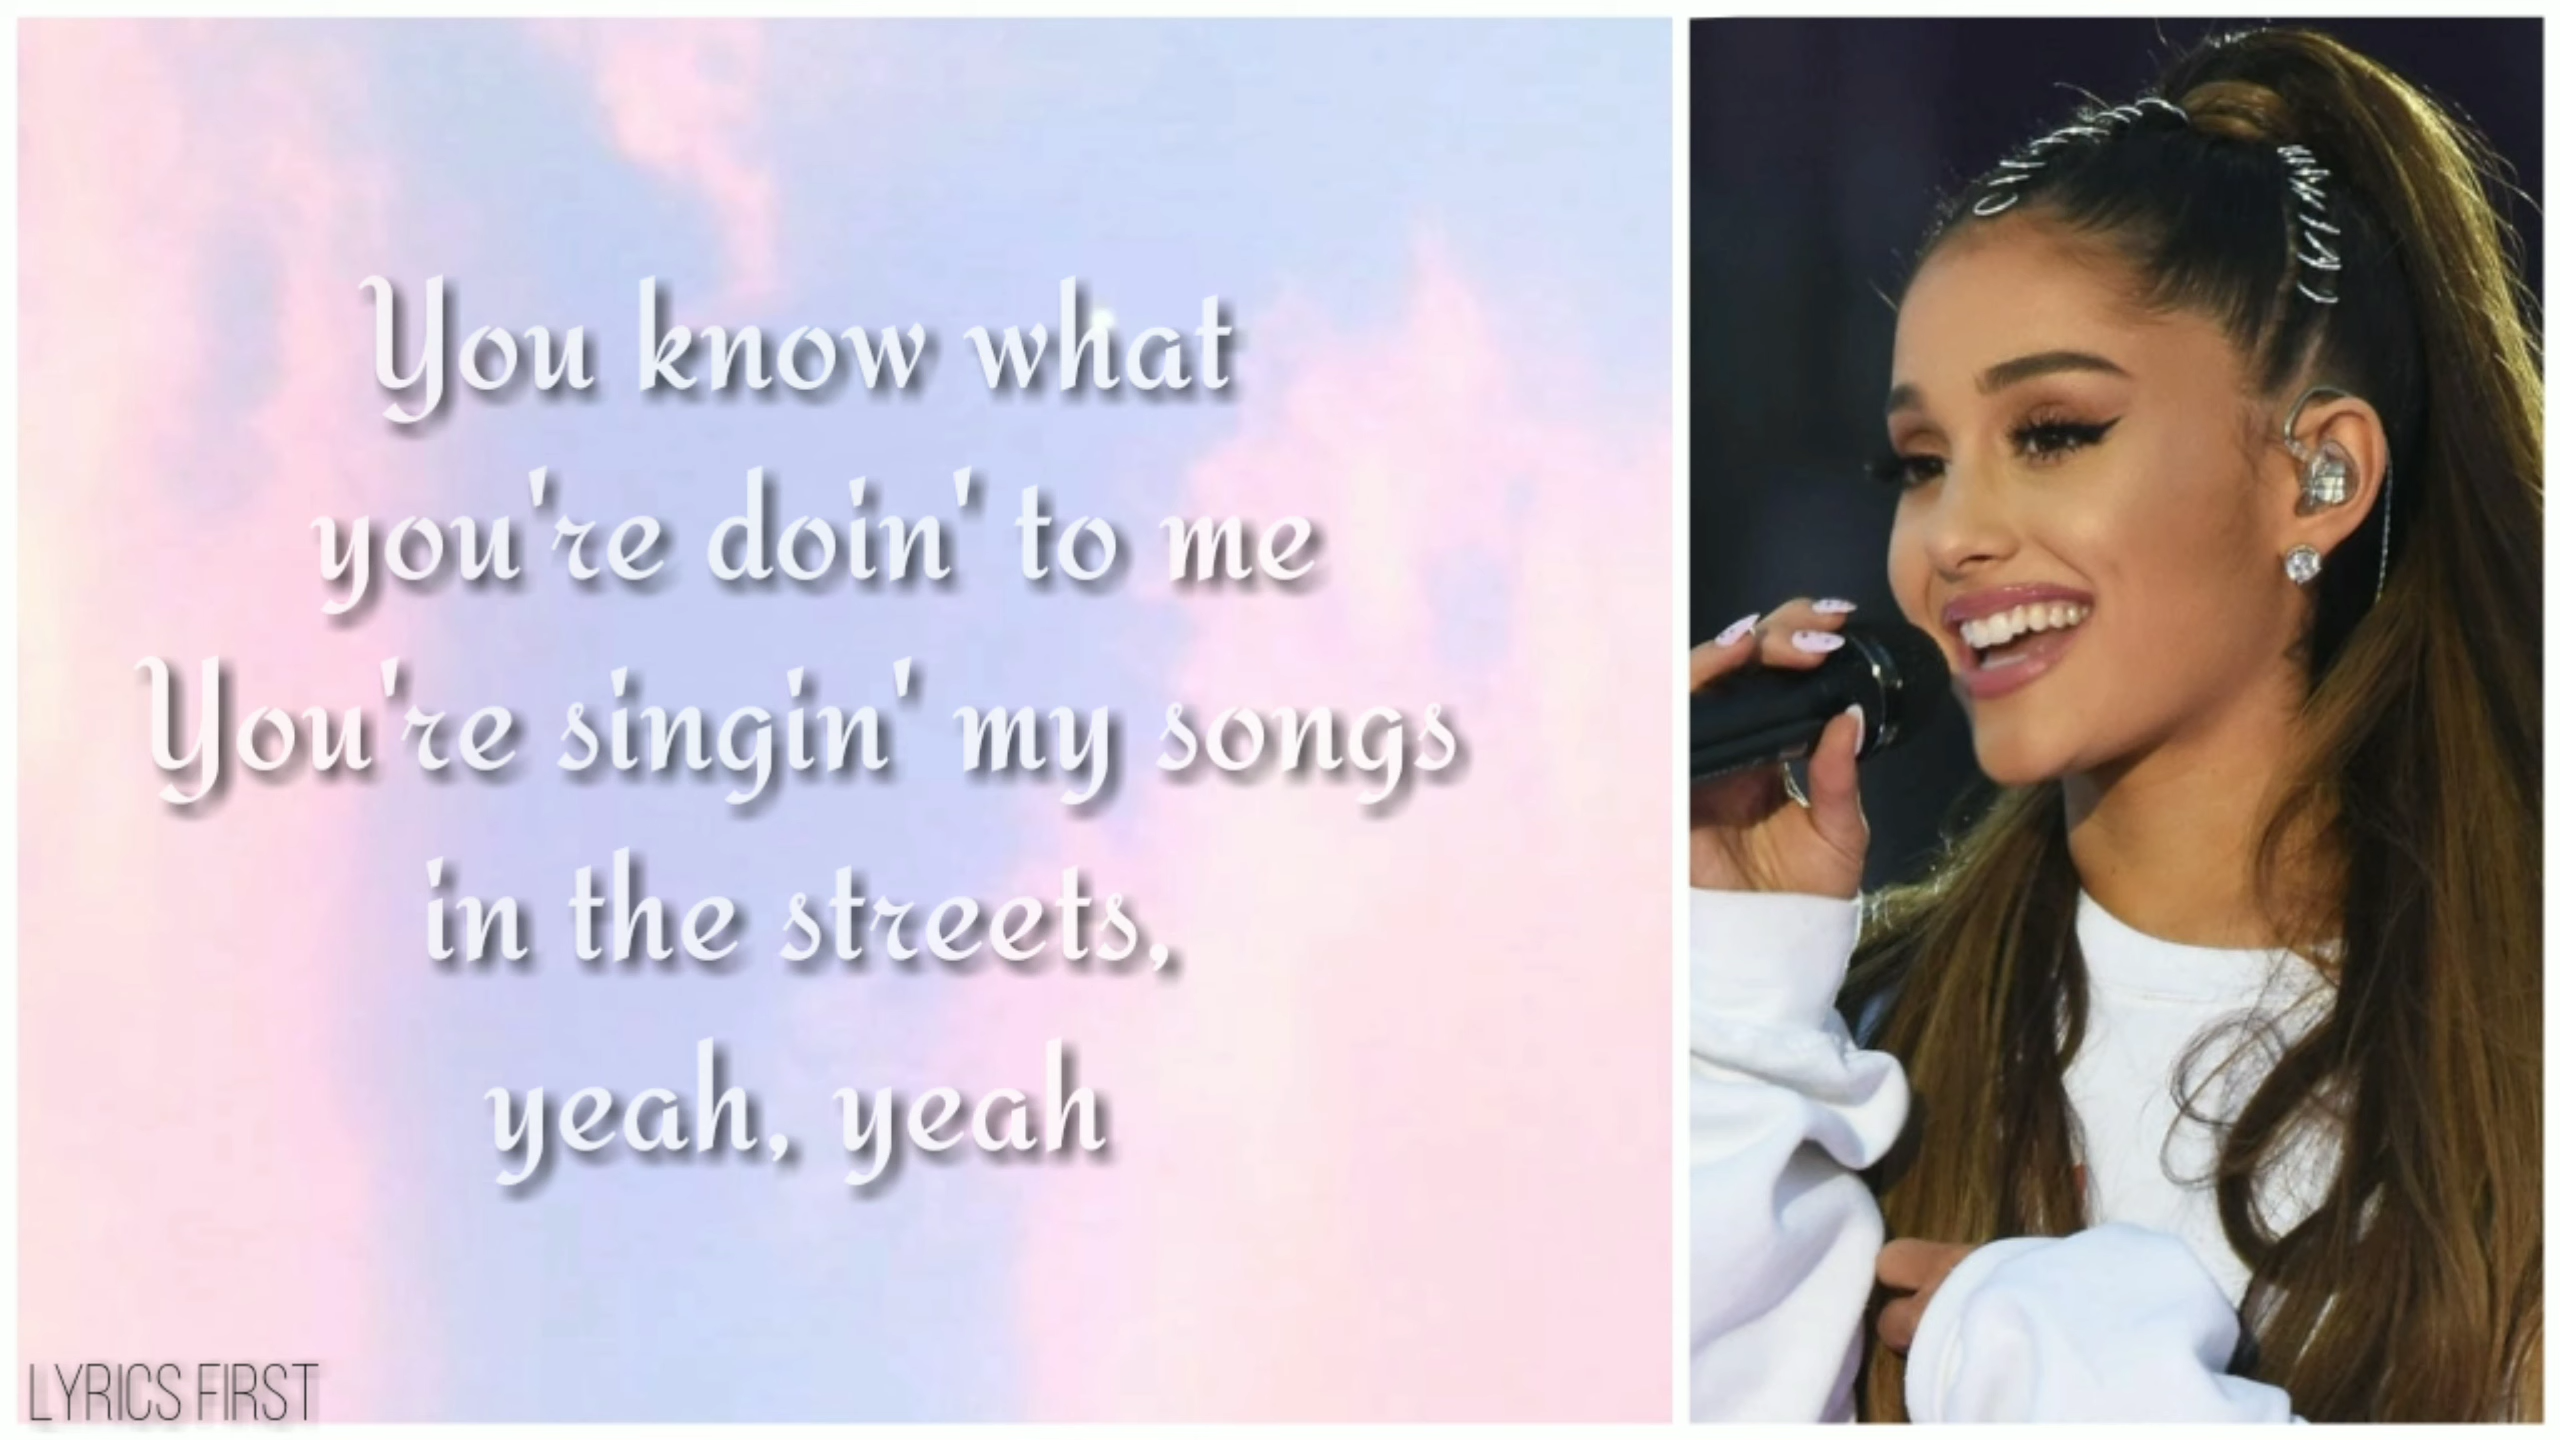 You know what
you're doin' to me
You're singin' my songs
in the streets,
yeah, yeah
LYRICS FIRST